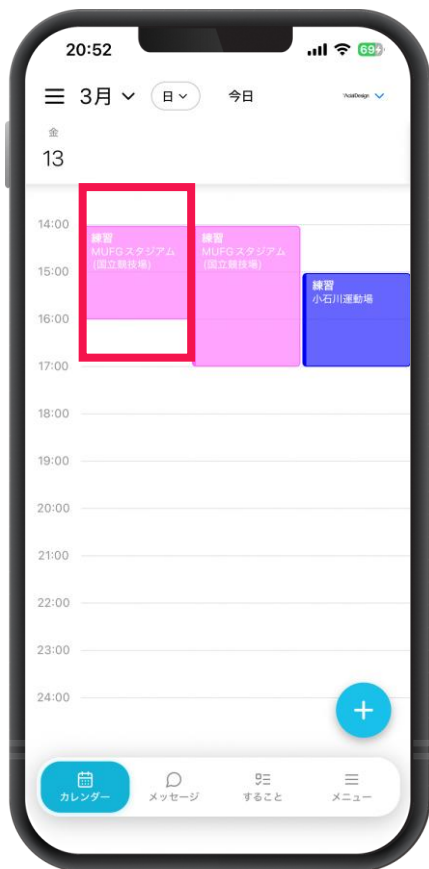 20:52
69
3月
日
今日
金
13
14:00
練習
MUFGスタジアム
(国立競技場)
練習
MUFGスタジアム
(国立競技場)
15:00
練習
小石川運動場
16:00
17:00
18:00
19:00
20:00
21:00
22:00
23:00
24:00
+
カレンダー
メッセージ
すること
メニュー